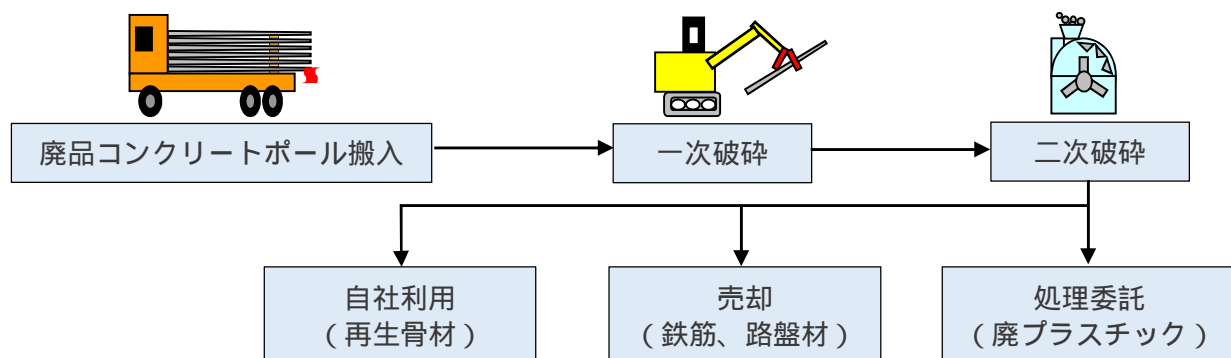 廃品コンクリートポール搬入
一次破砕
二次破砕
自社利用
（再生骨材）
売却
（鉄筋、路盤材）
処理委託
（廃プラスチック）